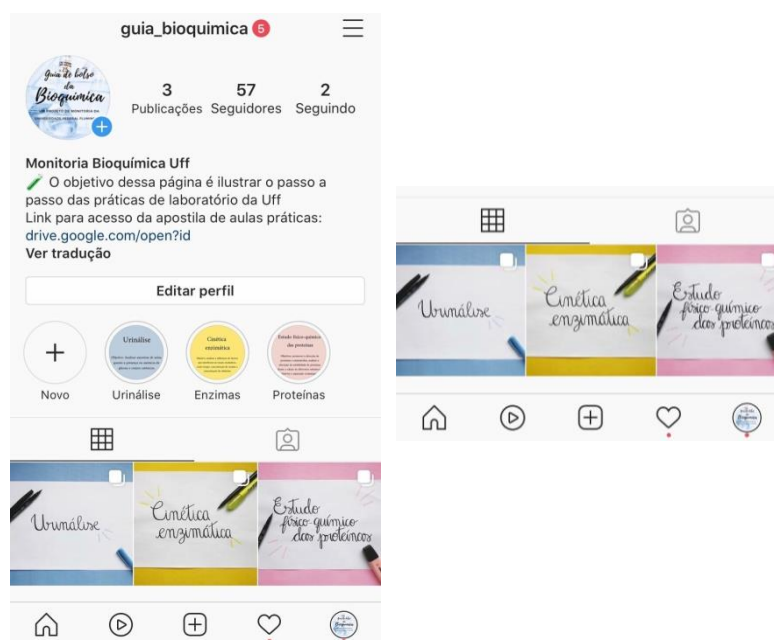 guia_bioquimica 5
Guia de bolso
da
Bioquímica
3 57 2
Publicações Seguidores Seguindo
Monitoria Bioquímica Uff
O objetivo dessa página é ilustrar o passo a
passo das práticas de laboratório da Uff
Link para acesso da apostila de aulas práticas:
drive.google.com/open?id
Ver tradução
Editar perfil
Urinálise
Cinética
enzimática
Estudo físico-químico
das proteínas
Novo Urinálise Enzimas Proteínas
Urinálise
Cinética
enzimática
Estudo
físico-químico
das proteínas
Urinálise
Cinética
enzimática
Estudo
físico-químico
das proteínas